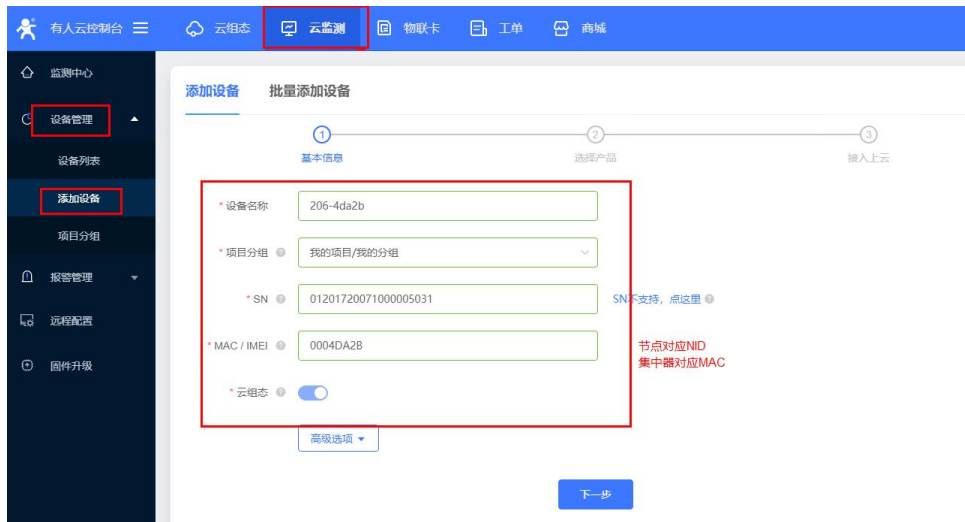 有人云控制台 云组态 云监测 物联卡 工单 商城
监测中心
设备管理
设备列表
添加设备
项目分组
报警管理
远程配置
固件升级
添加设备 批量添加设备
1 2 3
基本信息 选择产品 接入上云
* 设备名称 206-4da2b
* 项目分组 我的项目/我的分组
* SN 01201720071000005031 SN不支持，点这里
* MAC / IMEI 0004DA2B
节点对应NID
集中器对应MAC
* 云组态
高级选项
下一步